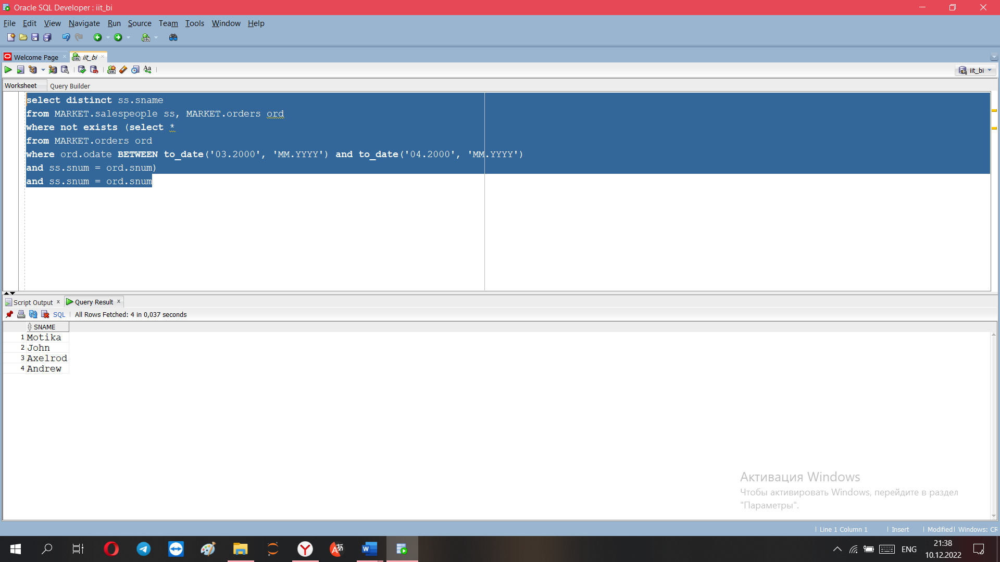 Oracle SQL Developer : iit_bi
File Edit View Navigate Run Source Team Tools Window Help
Welcome Page iit_bi
iit_bi
Worksheet Query Builder
select distinct ss.sname
from MARKET.salespeople ss, MARKET.orders ord
where not exists (select *
from MARKET.orders ord
where ord.odate BETWEEN to_date('03.2000', 'MM.YYYY') and to_date('04.2000', 'MM.YYYY')
and ss.snum = ord.snum)
and ss.snum = ord.snum
Script Output x Query Result x
SQL All Rows Fetched: 4 in 0,037 seconds
SNAME
1 Motika
2 John
3 Axelrod
4 Andrew
Активация Windows
Чтобы активировать Windows, перейдите в раздел
"Параметры".
Line 1 Column 1 Insert Modified Windows: CR
ENG 21:38
10.12.2022